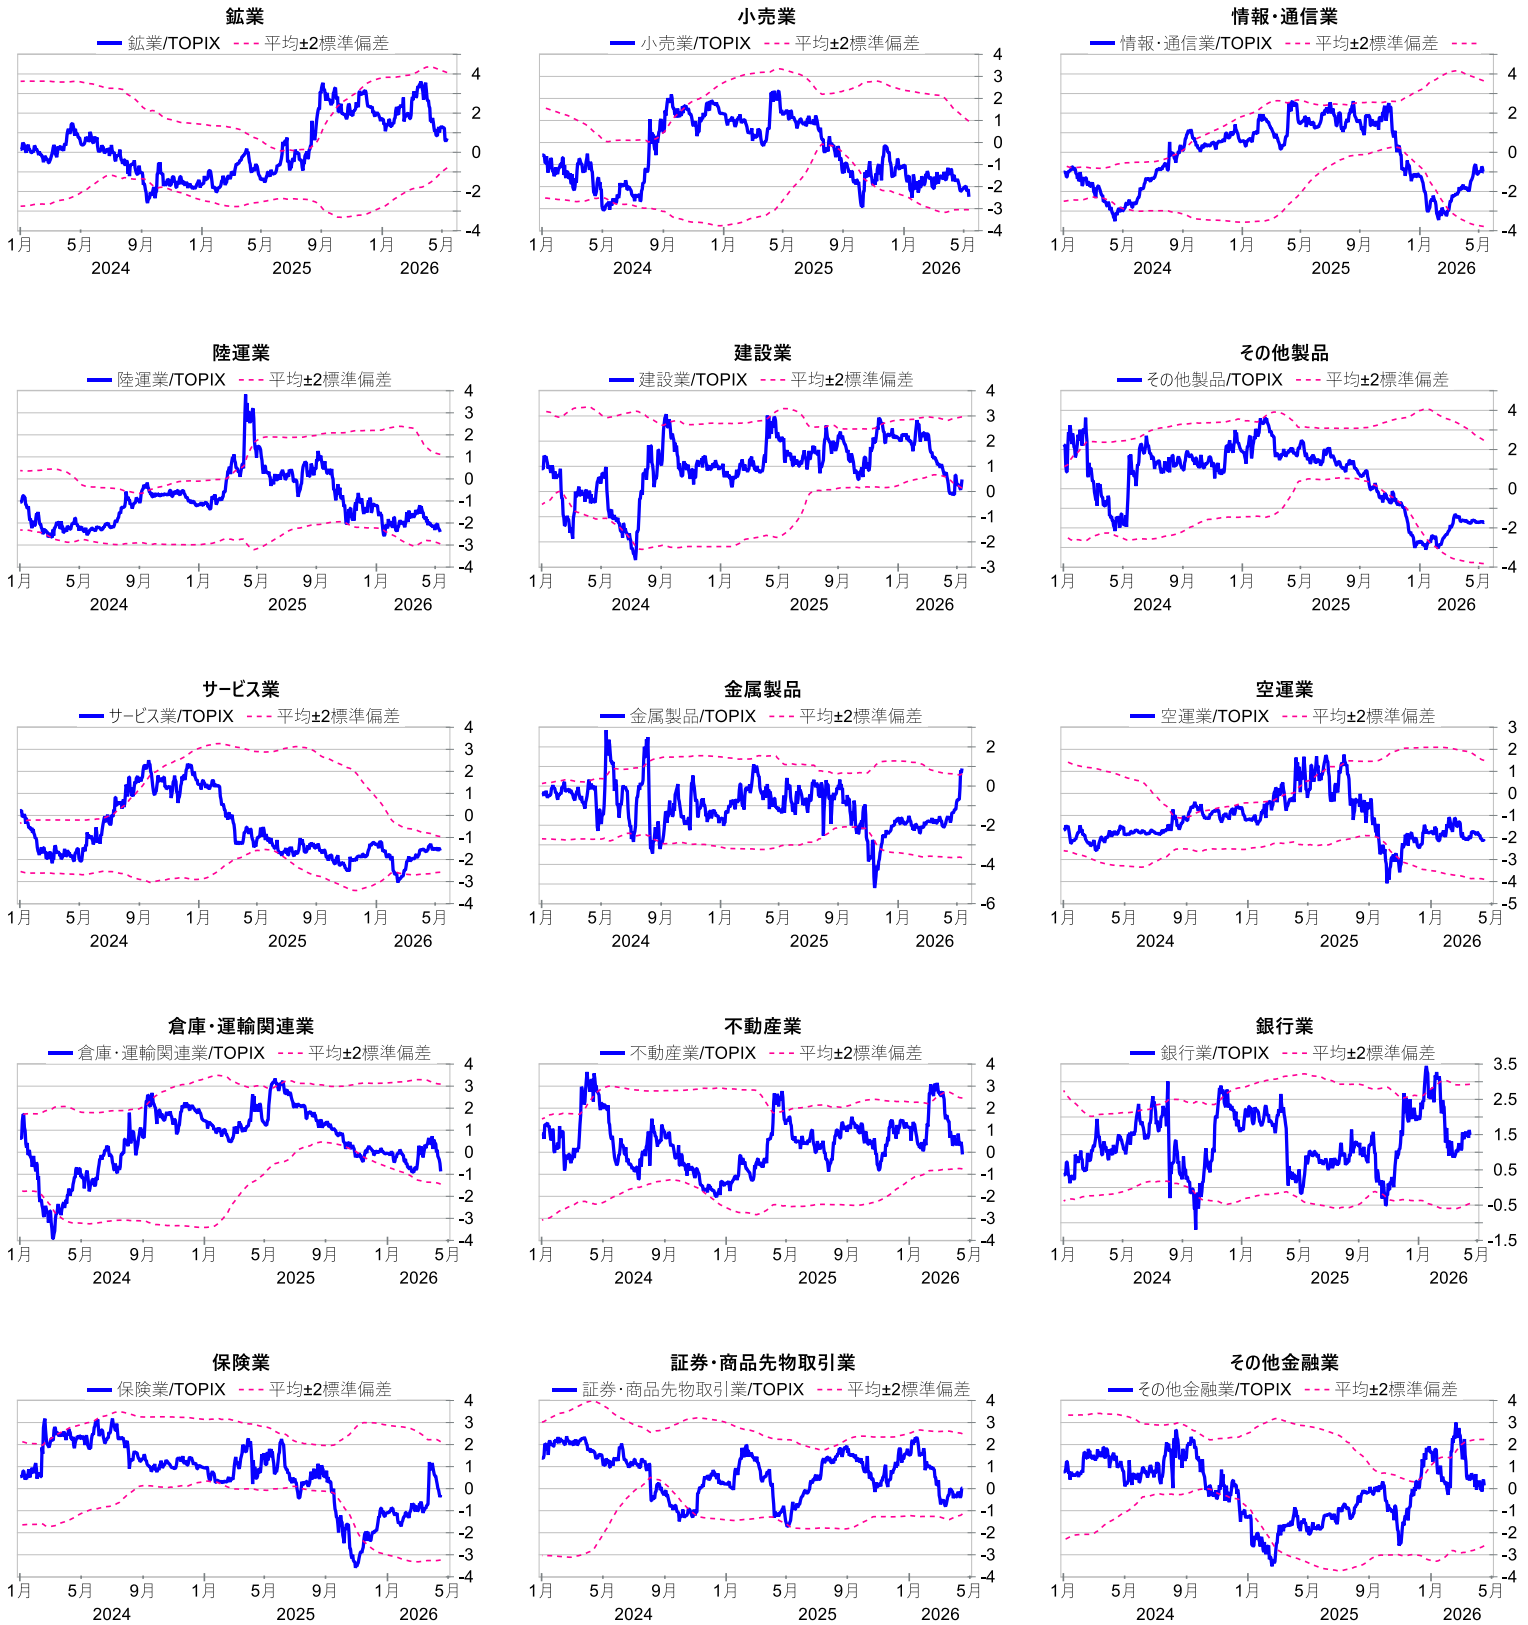 鉱業
鉱業/TOPIX 平均±2標準偏差
4
2
0
-2
-4
1月 5月 9月 1月 5月 9月 1月 5月
2024 2025 2026
小売業
小売業/TOPIX 平均±2標準偏差
4
3
2
1
0
-1
-2
-3
-4
1月 5月 9月 1月 5月 9月 1月 5月
2024 2025 2026
情報・通信業
情報・通信業/TOPIX 平均±2標準偏差
4
2
0
-2
-4
1月 5月 9月 1月 5月 9月 1月 5月
2024 2025 2026
陸運業
陸運業/TOPIX 平均±2標準偏差
4
3
2
1
0
-1
-2
-3
-4
1月 5月 9月 1月 5月 9月 1月 5月
2024 2025 2026
建設業
建設業/TOPIX 平均±2標準偏差
4
3
2
1
0
-1
-2
-3
1月 5月 9月 1月 5月 9月 1月 5月
2024 2025 2026
その他製品
その他製品/TOPIX 平均±2標準偏差
4
2
0
-2
-4
1月 5月 9月 1月 5月 9月 1月 5月
2024 2025 2026
サービス業
サービス業/TOPIX 平均±2標準偏差
4
3
2
1
0
-1
-2
-3
-4
1月 5月 9月 1月 5月 9月 1月 5月
2024 2025 2026
金属製品
金属製品/TOPIX 平均±2標準偏差
2
0
-2
-4
-6
1月 5月 9月 1月 5月 9月 1月 5月
2024 2025 2026
空運業
空運業/TOPIX 平均±2標準偏差
3
2
1
0
-1
-2
-3
-4
-5
1月 5月 9月 1月 5月 9月 1月 5月
2024 2025 2026
倉庫・運輸関連業
倉庫・運輸関連業/TOPIX 平均±2標準偏差
4
3
2
1
0
-1
-2
-3
-4
1月 5月 9月 1月 5月 9月 1月 5月
2024 2025 2026
不動産業
不動産業/TOPIX 平均±2標準偏差
4
3
2
1
0
-1
-2
-3
-4
1月 5月 9月 1月 5月 9月 1月 5月
2024 2025 2026
銀行業
銀行業/TOPIX 平均±2標準偏差
3.5
2.5
1.5
0.5
-0.5
-1.5
1月 5月 9月 1月 5月 9月 1月 5月
2024 2025 2026
保険業
保険業/TOPIX 平均±2標準偏差
4
3
2
1
0
-1
-2
-3
-4
1月 5月 9月 1月 5月 9月 1月 5月
2024 2025 2026
証券・商品先物取引業
証券・商品先物取引業/TOPIX 平均±2標準偏差
4
3
2
1
0
-1
-2
-3
-4
1月 5月 9月 1月 5月 9月 1月 5月
2024 2025 2026
その他金融業
その他金融業/TOPIX 平均±2標準偏差
4
3
2
1
0
-1
-2
-3
-4
1月 5月 9月 1月 5月 9月 1月 5月
2024 2025 2026